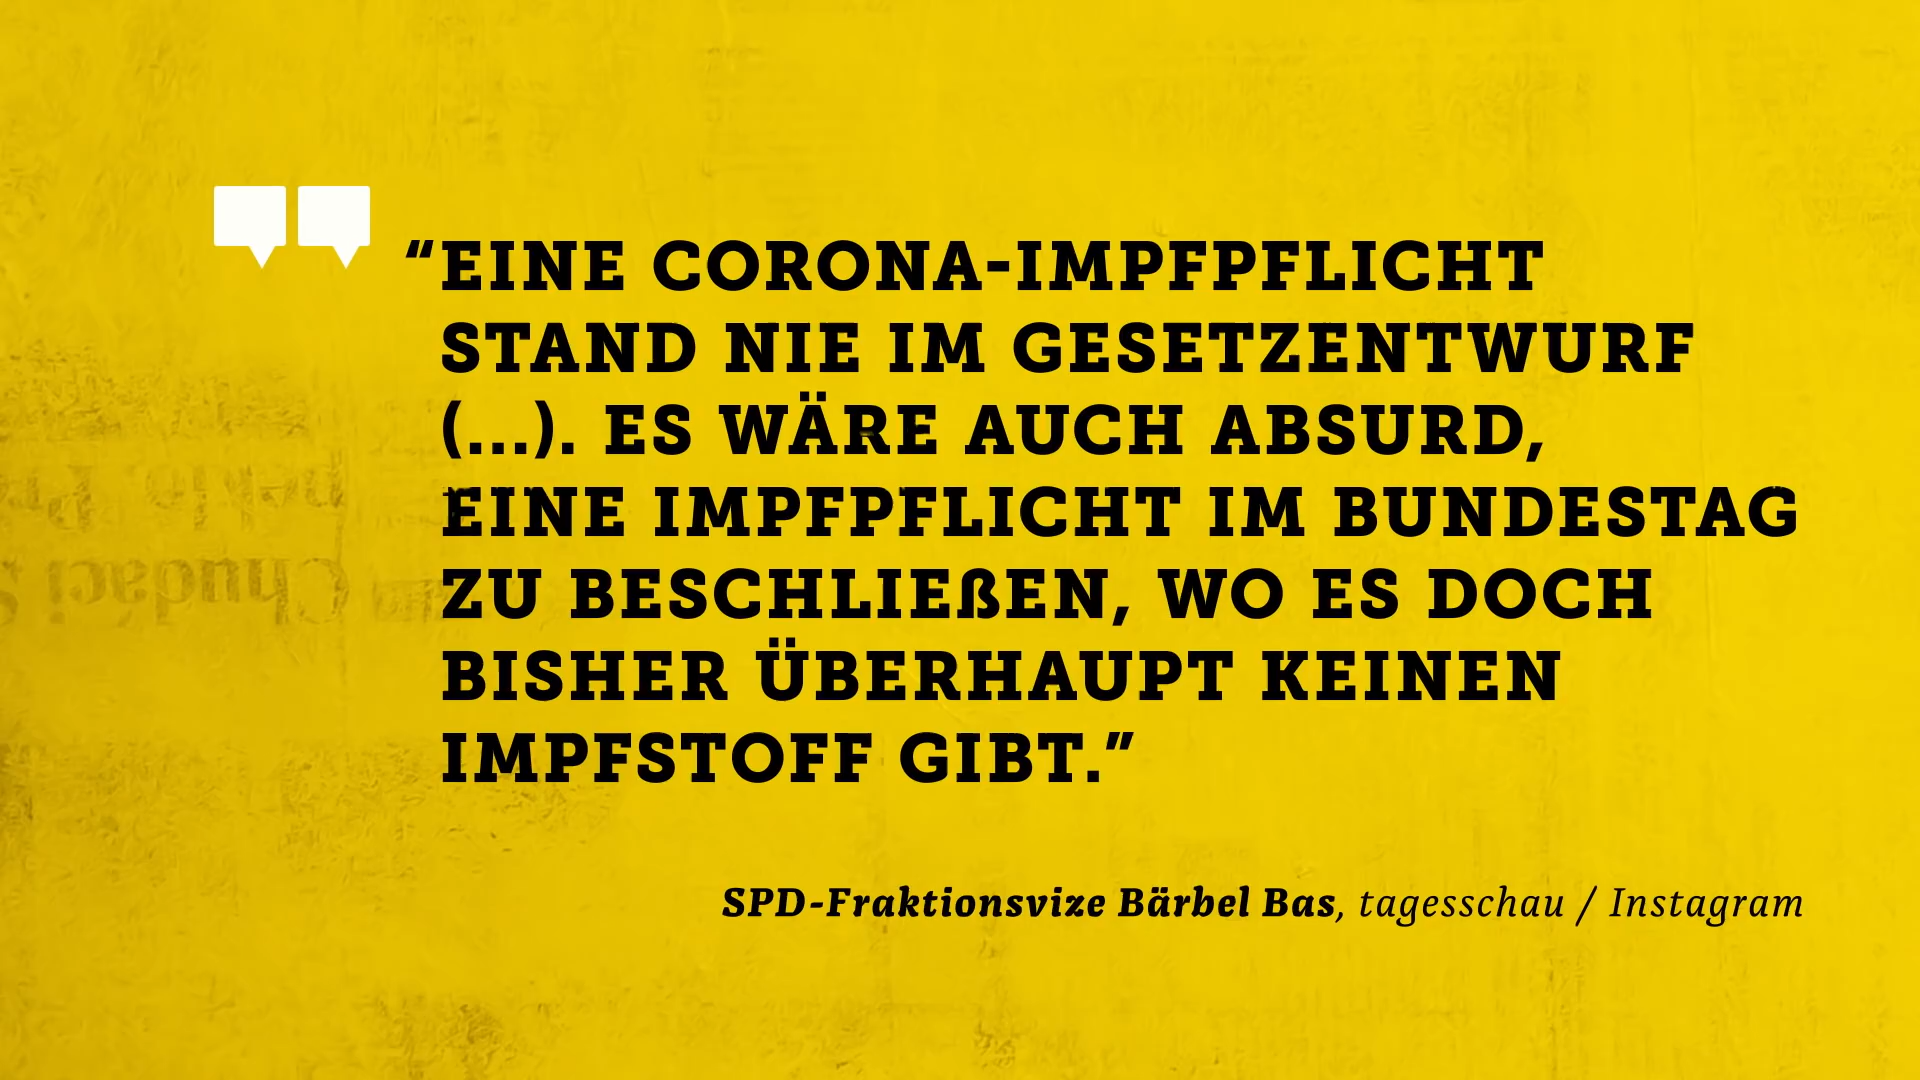 “EINE CORONA-IMPFPFLICHT
STAND NIE IM GESETZENTWURF
(...). ES WÄRE AUCH ABSURD,
EINE IMPFPFLICHT IM BUNDESTAG
ZU BESCHLIEßEN, WO ES DOCH
BISHER ÜBERHAUPT KEINEN
IMPFSTOFF GIBT.”
SPD-Fraktionsvize Bärbel Bas, tagesschau / Instagram